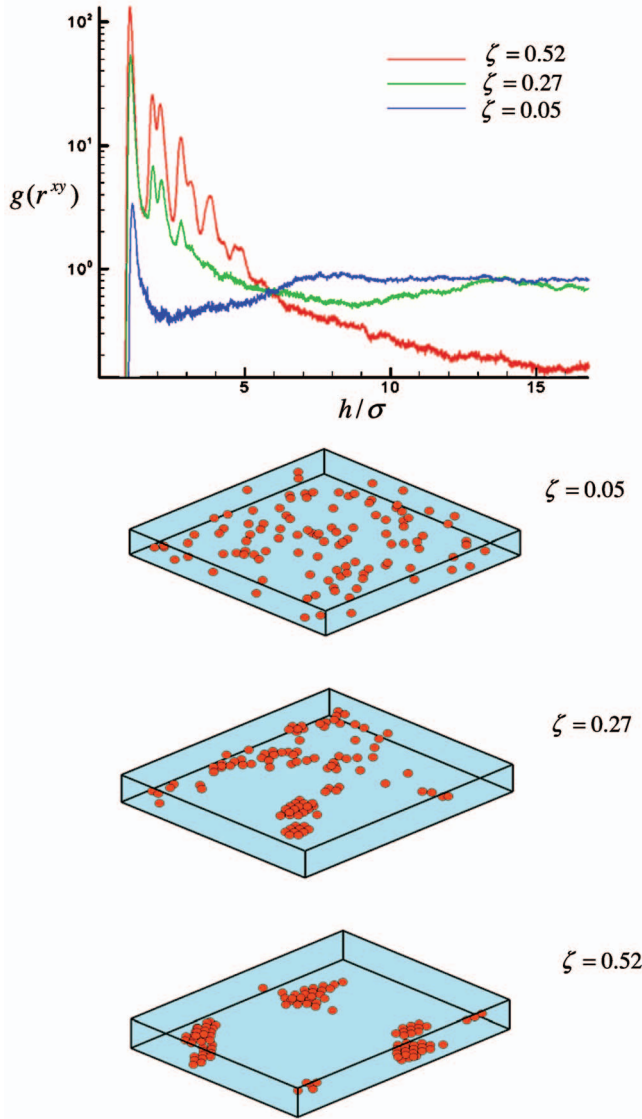 10²
ζ = 0.52
ζ = 0.27
ζ = 0.05
10¹
g(r^{xy})
10⁰
5 10 15
h/σ
ζ = 0.05
ζ = 0.27
ζ = 0.52